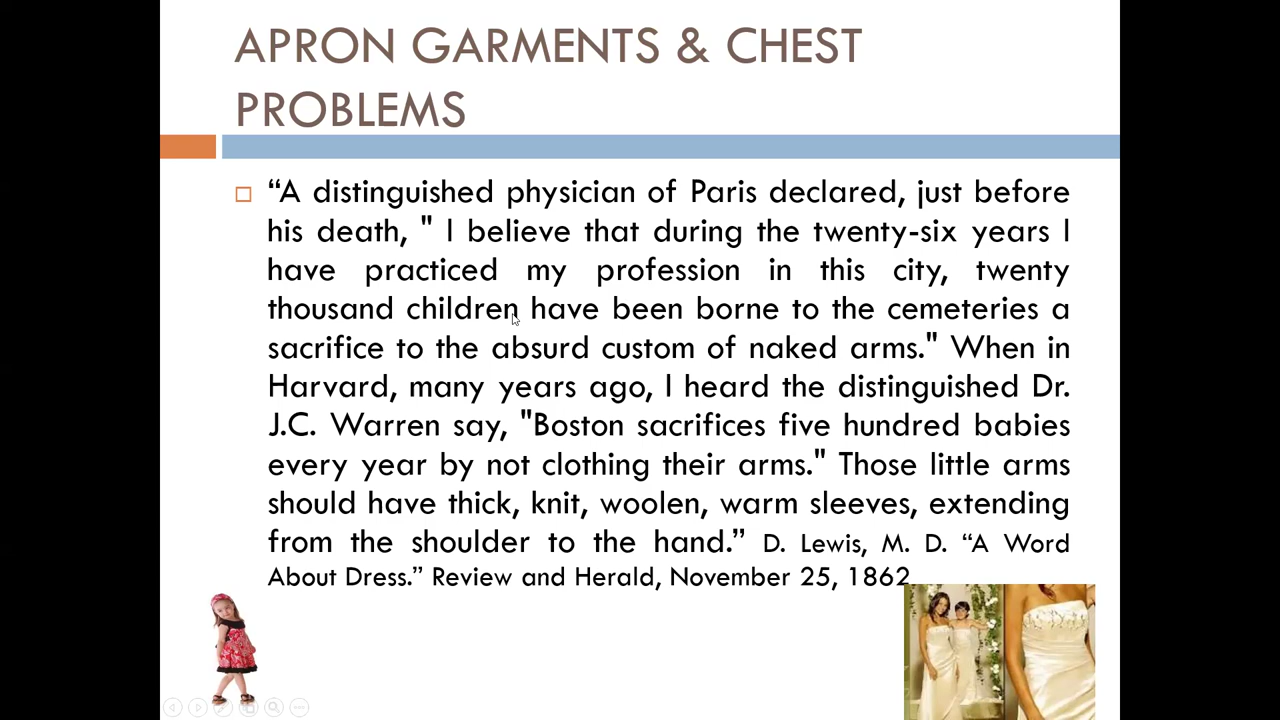 APRON GARMENTS & CHEST
PROBLEMS
“A distinguished physician of Paris declared, just before
his death, " I believe that during the twenty-six years I
have practiced my profession in this city, twenty
thousand children have been borne to the cemeteries a
sacrifice to the absurd custom of naked arms." When in
Harvard, many years ago, I heard the distinguished Dr.
J.C. Warren say, "Boston sacrifices five hundred babies
every year by not clothing their arms." Those little arms
should have thick, knit, woolen, warm sleeves, extending
from the shoulder to the hand.” D. Lewis, M. D. “A Word
About Dress.” Review and Herald, November 25, 1862